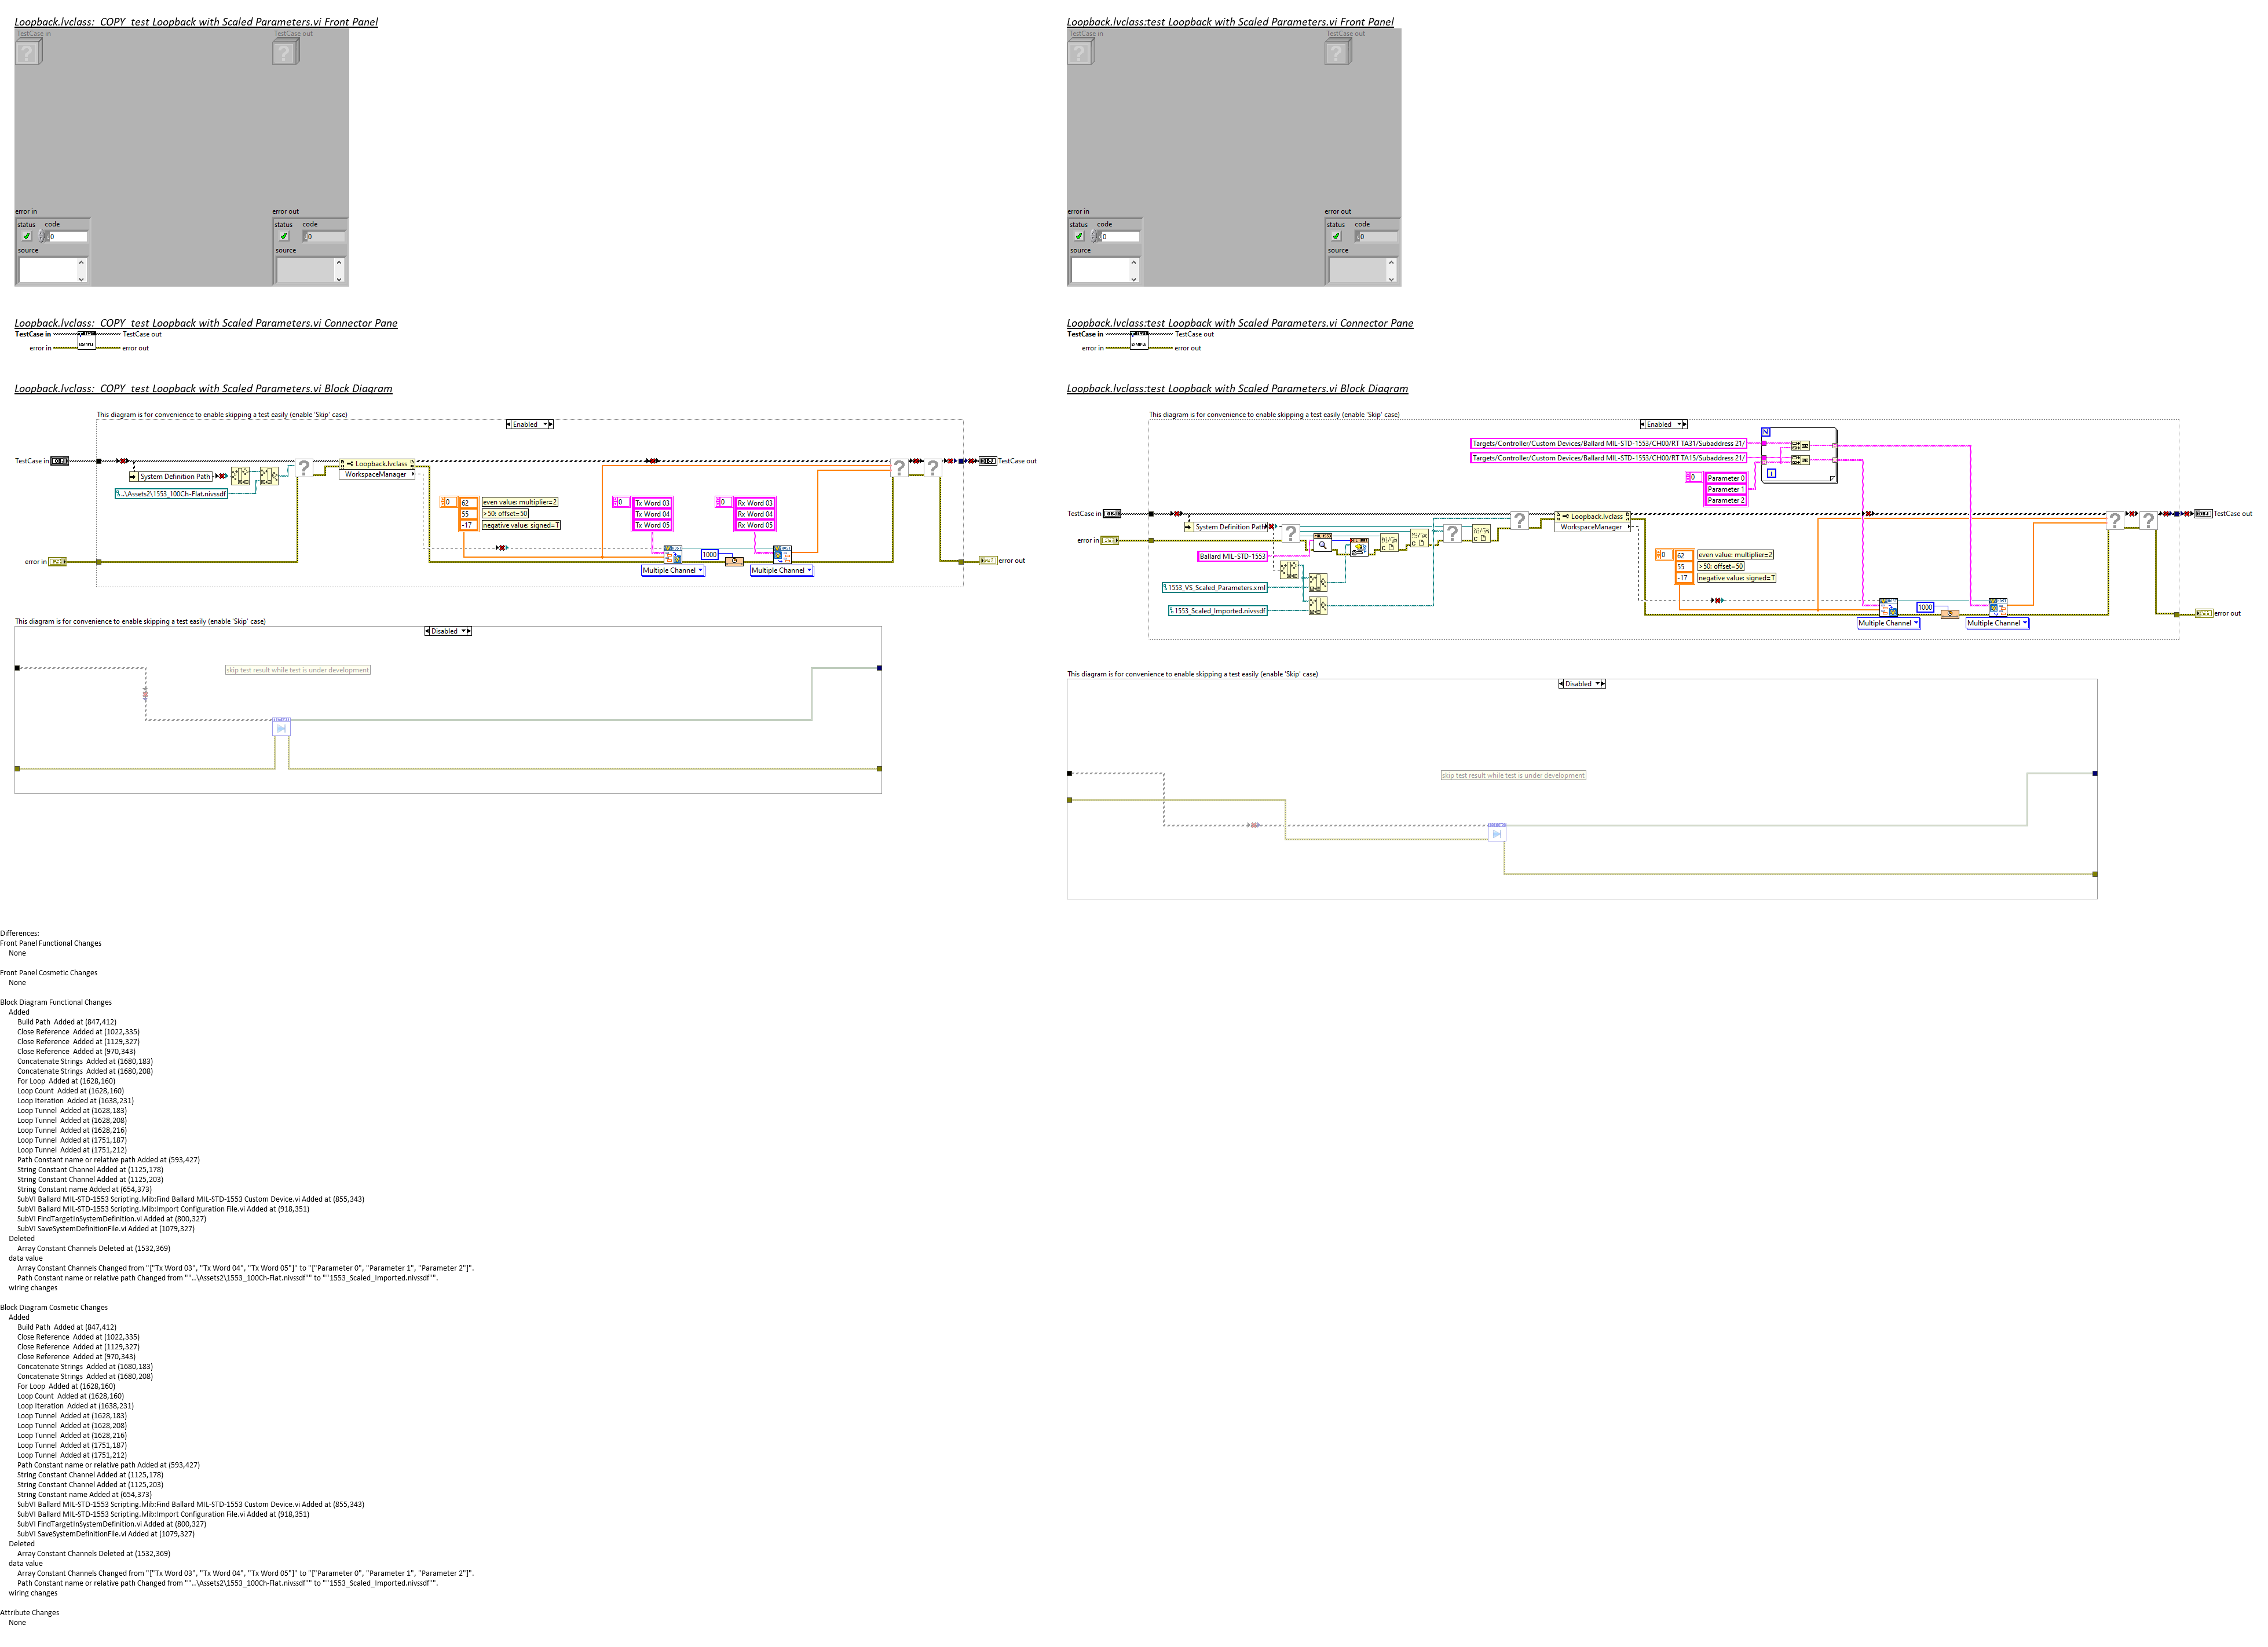 Loopback.lvclass:_COPY_test Loopback with Scaled Parameters.vi Front Panel
TestCase in
TestCase out
error in
error out
status
code
status
code
0
0
source
source
Loopback.lvclass:_COPY_test Loopback with Scaled Parameters.vi Connector Pane
TestCase in
TestCase out
error in
error out
Loopback.lvclass:_COPY_test Loopback with Scaled Parameters.vi Block Diagram
This diagram is for convenience to enable skipping a test easily (enable 'Skip' case)
Enabled
TestCase in
System Definition Path
..\Assets2\1553_100Ch-Flat.nivssdf
Loopback.lvclass
WorkspaceManager
TestCase out
0
62
55
-17
even value: multiplier=2
>50: offset=50
negative value: signed=T
0
Tx Word 03
Tx Word 04
Tx Word 05
0
Rx Word 03
Rx Word 04
Rx Word 05
1000
error in
error out
Multiple Channel
Multiple Channel
This diagram is for convenience to enable skipping a test easily (enable 'Skip' case)
Disabled
skip test result while test is under development
Loopback.lvclass:test Loopback with Scaled Parameters.vi Front Panel
TestCase in
TestCase out
error in
error out
status
code
status
code
0
0
source
source
Loopback.lvclass:test Loopback with Scaled Parameters.vi Connector Pane
TestCase in
TestCase out
error in
error out
Loopback.lvclass:test Loopback with Scaled Parameters.vi Block Diagram
This diagram is for convenience to enable skipping a test easily (enable 'Skip' case)
Enabled
Targets/Controller/Custom Devices/Ballard MIL-STD-1553/CH00/RT TA31/Subaddress 21/
Targets/Controller/Custom Devices/Ballard MIL-STD-1553/CH00/RT TA15/Subaddress 21/
N
i
0
Parameter 0
Parameter 1
Parameter 2
TestCase in
System Definition Path
Loopback.lvclass
WorkspaceManager
TestCase out
error in
Ballard MIL-STD-1553
1553_VS_Scaled_Parameters.xml
1553_Scaled_Imported.nivssdf
0
62
55
-17
even value: multiplier=2
>50: offset=50
negative value: signed=T
1000
error out
Multiple Channel
Multiple Channel
This diagram is for convenience to enable skipping a test easily (enable 'Skip' case)
Disabled
skip test result while test is under development
Differences:
Front Panel Functional Changes
None
Front Panel Cosmetic Changes
None
Block Diagram Functional Changes
Added
Build Path  Added at (847,412)
Close Reference  Added at (1022,335)
Close Reference  Added at (1129,327)
Close Reference  Added at (970,343)
Concatenate Strings  Added at (1680,183)
Concatenate Strings  Added at (1680,208)
For Loop  Added at (1628,160)
Loop Count  Added at (1628,160)
Loop Iteration  Added at (1638,231)
Loop Tunnel  Added at (1628,183)
Loop Tunnel  Added at (1628,208)
Loop Tunnel  Added at (1628,216)
Loop Tunnel  Added at (1751,187)
Loop Tunnel  Added at (1751,212)
Path Constant name or relative path Added at (593,427)
String Constant Channel Added at (1125,178)
String Constant Channel Added at (1125,203)
String Constant name Added at (654,373)
SubVI Ballard MIL-STD-1553 Scripting.lvlib:Find Ballard MIL-STD-1553 Custom Device.vi Added at (855,343)
SubVI Ballard MIL-STD-1553 Scripting.lvlib:Import Configuration File.vi Added at (918,351)
SubVI FindTargetInSystemDefinition.vi Added at (800,327)
SubVI SaveSystemDefinitionFile.vi Added at (1079,327)
Deleted
Array Constant Channels Deleted at (1532,369)
data value
Array Constant Channels Changed from "["Tx Word 03", "Tx Word 04", "Tx Word 05"]" to "["Parameter 0", "Parameter 1", "Parameter 2"]".
Path Constant name or relative path Changed from ""..\Assets2\1553_100Ch-Flat.nivssdf"" to ""1553_Scaled_Imported.nivssdf"".
wiring changes
Block Diagram Cosmetic Changes
Added
Build Path  Added at (847,412)
Close Reference  Added at (1022,335)
Close Reference  Added at (1129,327)
Close Reference  Added at (970,343)
Concatenate Strings  Added at (1680,183)
Concatenate Strings  Added at (1680,208)
For Loop  Added at (1628,160)
Loop Count  Added at (1628,160)
Loop Iteration  Added at (1638,231)
Loop Tunnel  Added at (1628,183)
Loop Tunnel  Added at (1628,208)
Loop Tunnel  Added at (1628,216)
Loop Tunnel  Added at (1751,187)
Loop Tunnel  Added at (1751,212)
Path Constant name or relative path Added at (593,427)
String Constant Channel Added at (1125,178)
String Constant Channel Added at (1125,203)
String Constant name Added at (654,373)
SubVI Ballard MIL-STD-1553 Scripting.lvlib:Find Ballard MIL-STD-1553 Custom Device.vi Added at (855,343)
SubVI Ballard MIL-STD-1553 Scripting.lvlib:Import Configuration File.vi Added at (918,351)
SubVI FindTargetInSystemDefinition.vi Added at (800,327)
SubVI SaveSystemDefinitionFile.vi Added at (1079,327)
Deleted
Array Constant Channels Deleted at (1532,369)
data value
Array Constant Channels Changed from "["Tx Word 03", "Tx Word 04", "Tx Word 05"]" to "["Parameter 0", "Parameter 1", "Parameter 2"]".
Path Constant name or relative path Changed from ""..\Assets2\1553_100Ch-Flat.nivssdf"" to ""1553_Scaled_Imported.nivssdf"".
wiring changes
Attribute Changes
None